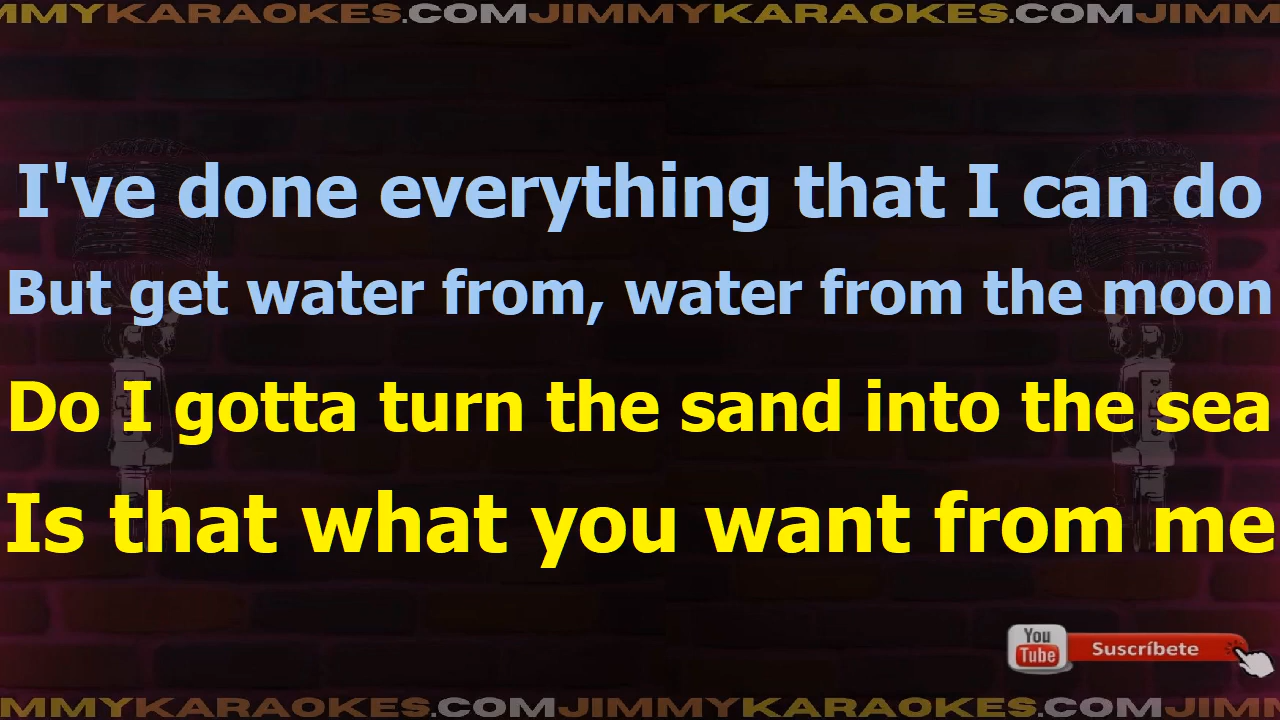 MMYKARAOKES.COMJIMMYKARAOKES.COMJIMM
I've done everything that I can do
But get water from, water from the moon
Do I gotta turn the sand into the sea
Is that what you want from me
You
Tube
Suscríbete
MMYKARAOKES.COMJIMMYKARAOKES.COMJIMM